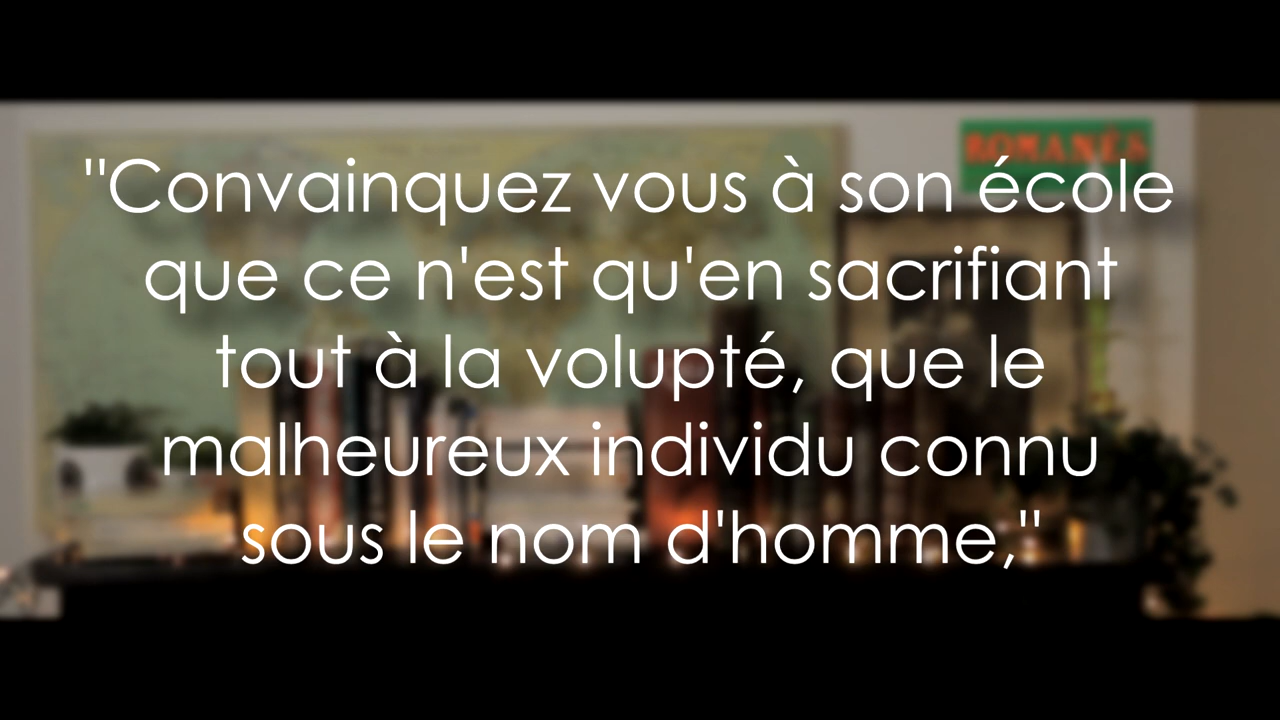 ROMANÈS
"Convainquez vous à son école
que ce n'est qu'en sacrifiant
tout à la volupté, que le
malheureux individu connu
sous le nom d'homme,"